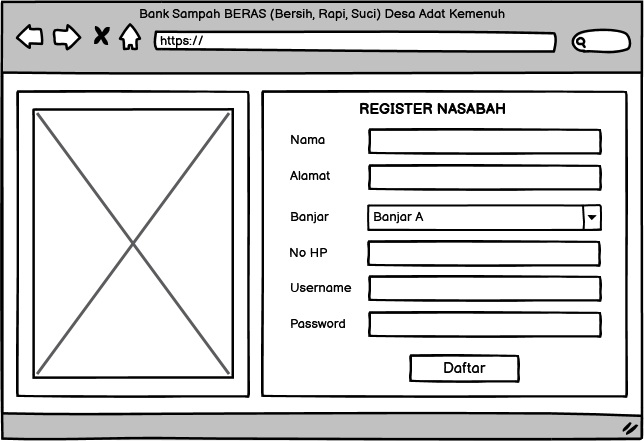 Bank Sampah BERAS (Bersih, Rapi, Suci) Desa Adat Kemenuh
https://
REGISTER NASABAH
Nama
Alamat
Banjar
Banjar A
No HP
Username
Password
Daftar